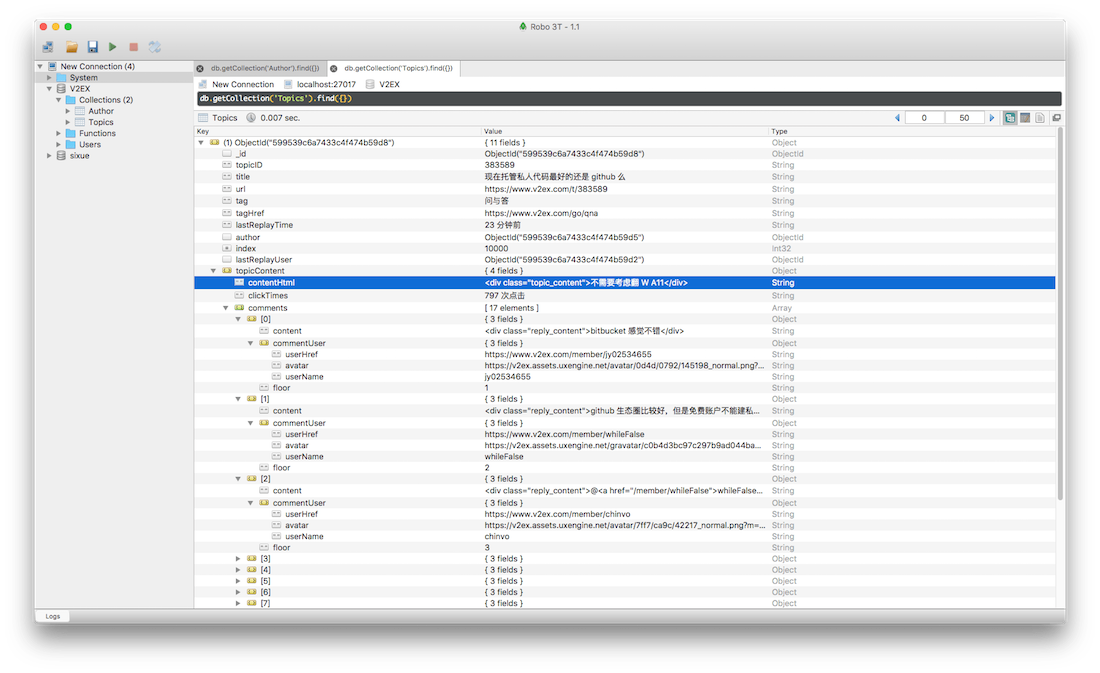 Robo 3T - 1.1
New Connection (4)
System
V2EX
Collections (2)
Author
Topics
Functions
Users
sixue
db.getCollection('Author').find({}) db.getCollection('Topics').find({})
New Connection localhost:27017 V2EX
db.getCollection('Topics').find({})
Topics 0.007 sec. 0 50
Key Value Type
(1) ObjectId("599539c6a7433c4f474b59d8") { 11 fields } Object
_id ObjectId("599539c6a7433c4f474b59d8") ObjectId
topicID 383589 String
title 现在托管私人代码最好的还是 github 么 String
url https://www.v2ex.com/t/383589 String
tag 问与答 String
tagHref https://www.v2ex.com/go/qna String
lastReplayTime 23 分钟前 String
author ObjectId("599539c6a7433c4f474b59d5") ObjectId
index 10000 Int32
lastReplayUser ObjectId("599539c6a7433c4f474b59d2") ObjectId
topicContent { 4 fields } Object
contentHtml <div class="topic_content">不需要考虑翻 W A11</div> String
clickTimes 797 次点击 String
comments [ 17 elements ] Array
[0] { 3 fields } Object
content <div class="reply_content">bitbucket 感觉不错</div> String
commentUser { 3 fields } Object
userHref https://www.v2ex.com/member/jy02534655 String
avatar https://v2ex.assets.uxengine.net/avatar/0d4d/0792/145198_normal.png?... String
userName jy02534655 String
floor 1 String
[1] { 3 fields } Object
content <div class="reply_content">github 生态圈比较好，但是免费账户不能建私... String
commentUser { 3 fields } Object
userHref https://www.v2ex.com/member/whileFalse String
avatar https://v2ex.assets.uxengine.net/gravatar/c0b4d3bc97c297b9ad044ba... String
userName whileFalse String
floor 2 String
[2] { 3 fields } Object
content <div class="reply_content">@<a href="/member/whileFalse">whileFalse... String
commentUser { 3 fields } Object
userHref https://www.v2ex.com/member/chinvo String
avatar https://v2ex.assets.uxengine.net/avatar/7ff7/ca9c/42217_normal.png?m=... String
userName chinvo String
floor 3 String
[3] { 3 fields } Object
[4] { 3 fields } Object
[5] { 3 fields } Object
[6] { 3 fields } Object
[7] { 3 fields } Object
Logs